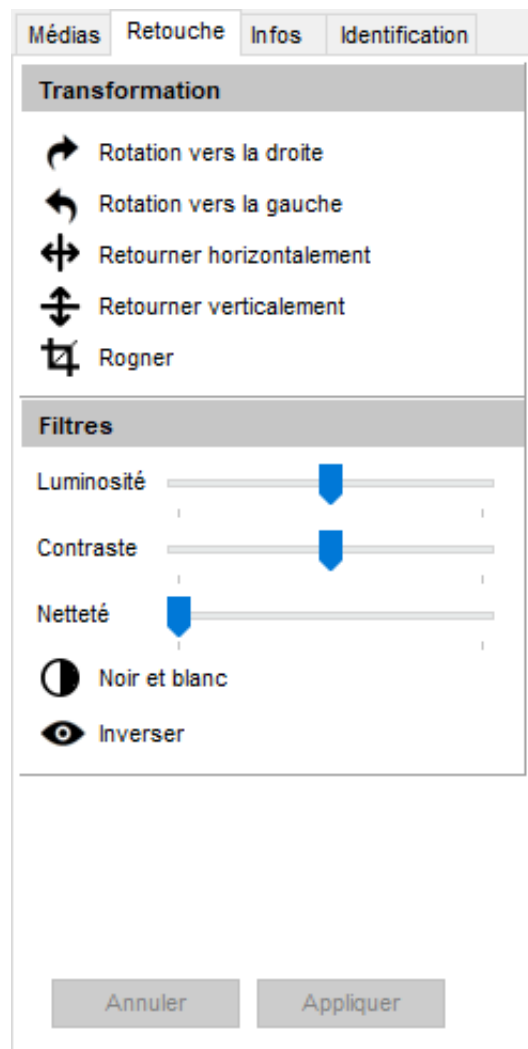 Médias Retouche Infos Identification
Transformation
Rotation vers la droite
Rotation vers la gauche
Retourner horizontalement
Retourner verticalement
Rogner
Filtres
Luminosité
Contraste
Netteté
Noir et blanc
Inverser
Annuler Appliquer